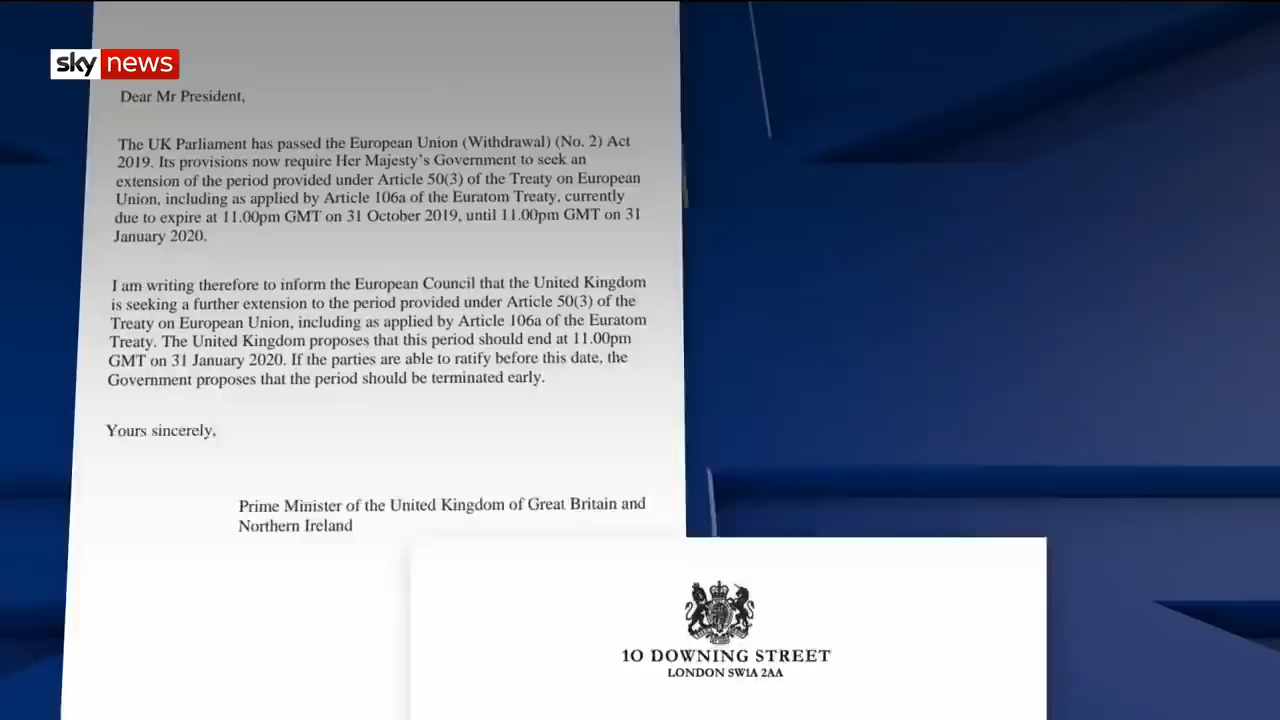 sky news
Dear Mr President,
The UK Parliament has passed the European Union (Withdrawal) (No. 2) Act
2019. Its provisions now require Her Majesty's Government to seek an
extension of the period provided under Article 50(3) of the Treaty on European
Union, including as applied by Article 106a of the Euratom Treaty, currently
due to expire at 11.00pm GMT on 31 October 2019, until 11.00pm GMT on 31
January 2020.
I am writing therefore to inform the European Council that the United Kingdom
is seeking a further extension to the period provided under Article 50(3) of the
Treaty on European Union, including as applied by Article 106a of the Euratom
Treaty. The United Kingdom proposes that this period should end at 11.00pm
GMT on 31 January 2020. If the parties are able to ratify before this date, the
Government proposes that the period should be terminated early.
Yours sincerely,
Prime Minister of the United Kingdom of Great Britain and
Northern Ireland
10 DOWNING STREET
LONDON SW1A 2AA